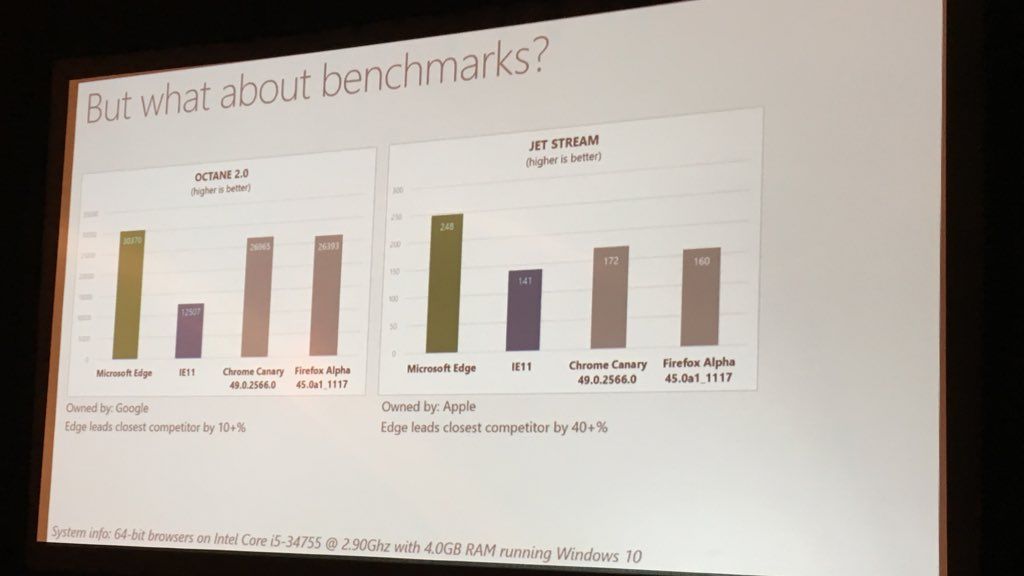 But what about benchmarks?
OCTANE 2.0
(higher is better)
35000
30000
25000
20000
15000
10000
5000
0
30370
12507
26965
26393
Microsoft Edge
IE11
Chrome Canary
49.0.2566.0
Firefox Alpha
45.0a1_1117
Owned by: Google
Edge leads closest competitor by 10+%
JET STREAM
(higher is better)
300
250
200
150
100
50
0
248
141
172
160
Microsoft Edge
IE11
Chrome Canary
49.0.2566.0
Firefox Alpha
45.0a1_1117
Owned by: Apple
Edge leads closest competitor by 40+%
System info: 64-bit browsers on Intel Core i5-3475S @ 2.90Ghz with 4.0GB RAM running Windows 10